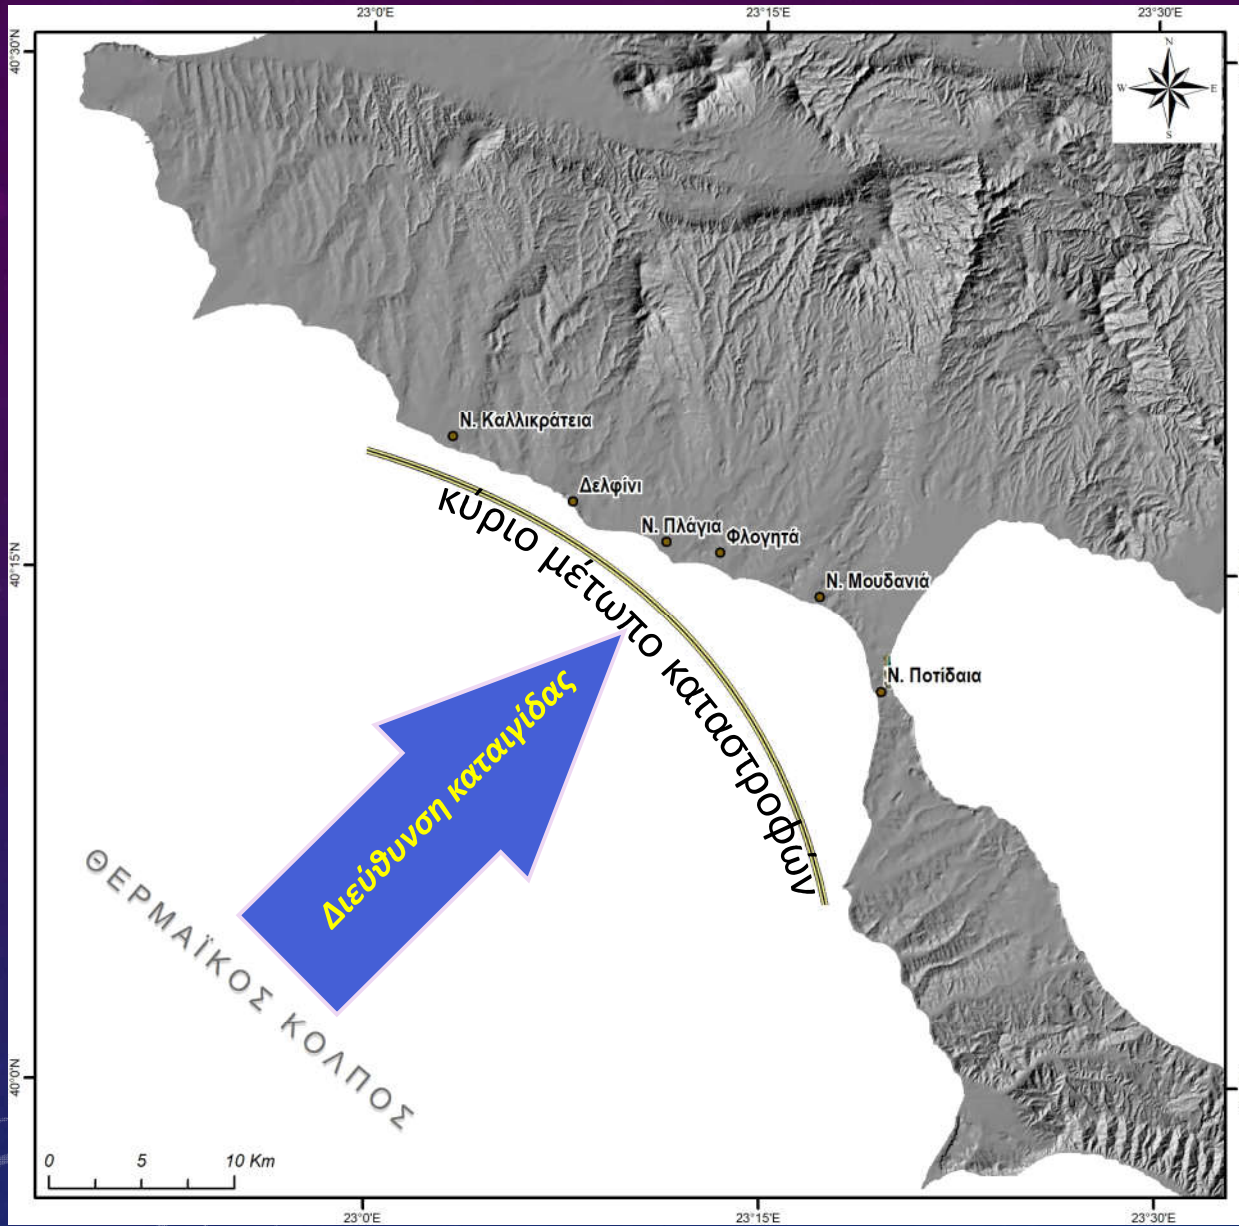 23°0'E
23°15'E
23°30'E
40°30'N
N
W
E
S
Ν. Καλλικράτεια
Δελφίνι
Ν. Πλάγια
Φλογητά
40°15'N
Ν. Μουδανιά
Ν. Ποτίδαια
κύριο μέτωπο καταστροφών
Διεύθυνση καταιγίδας
ΘΕΡΜΑΪΚΟΣ ΚΟΛΠΟΣ
40°0'N
0 5 10 Km
23°0'E
23°15'E
23°30'E